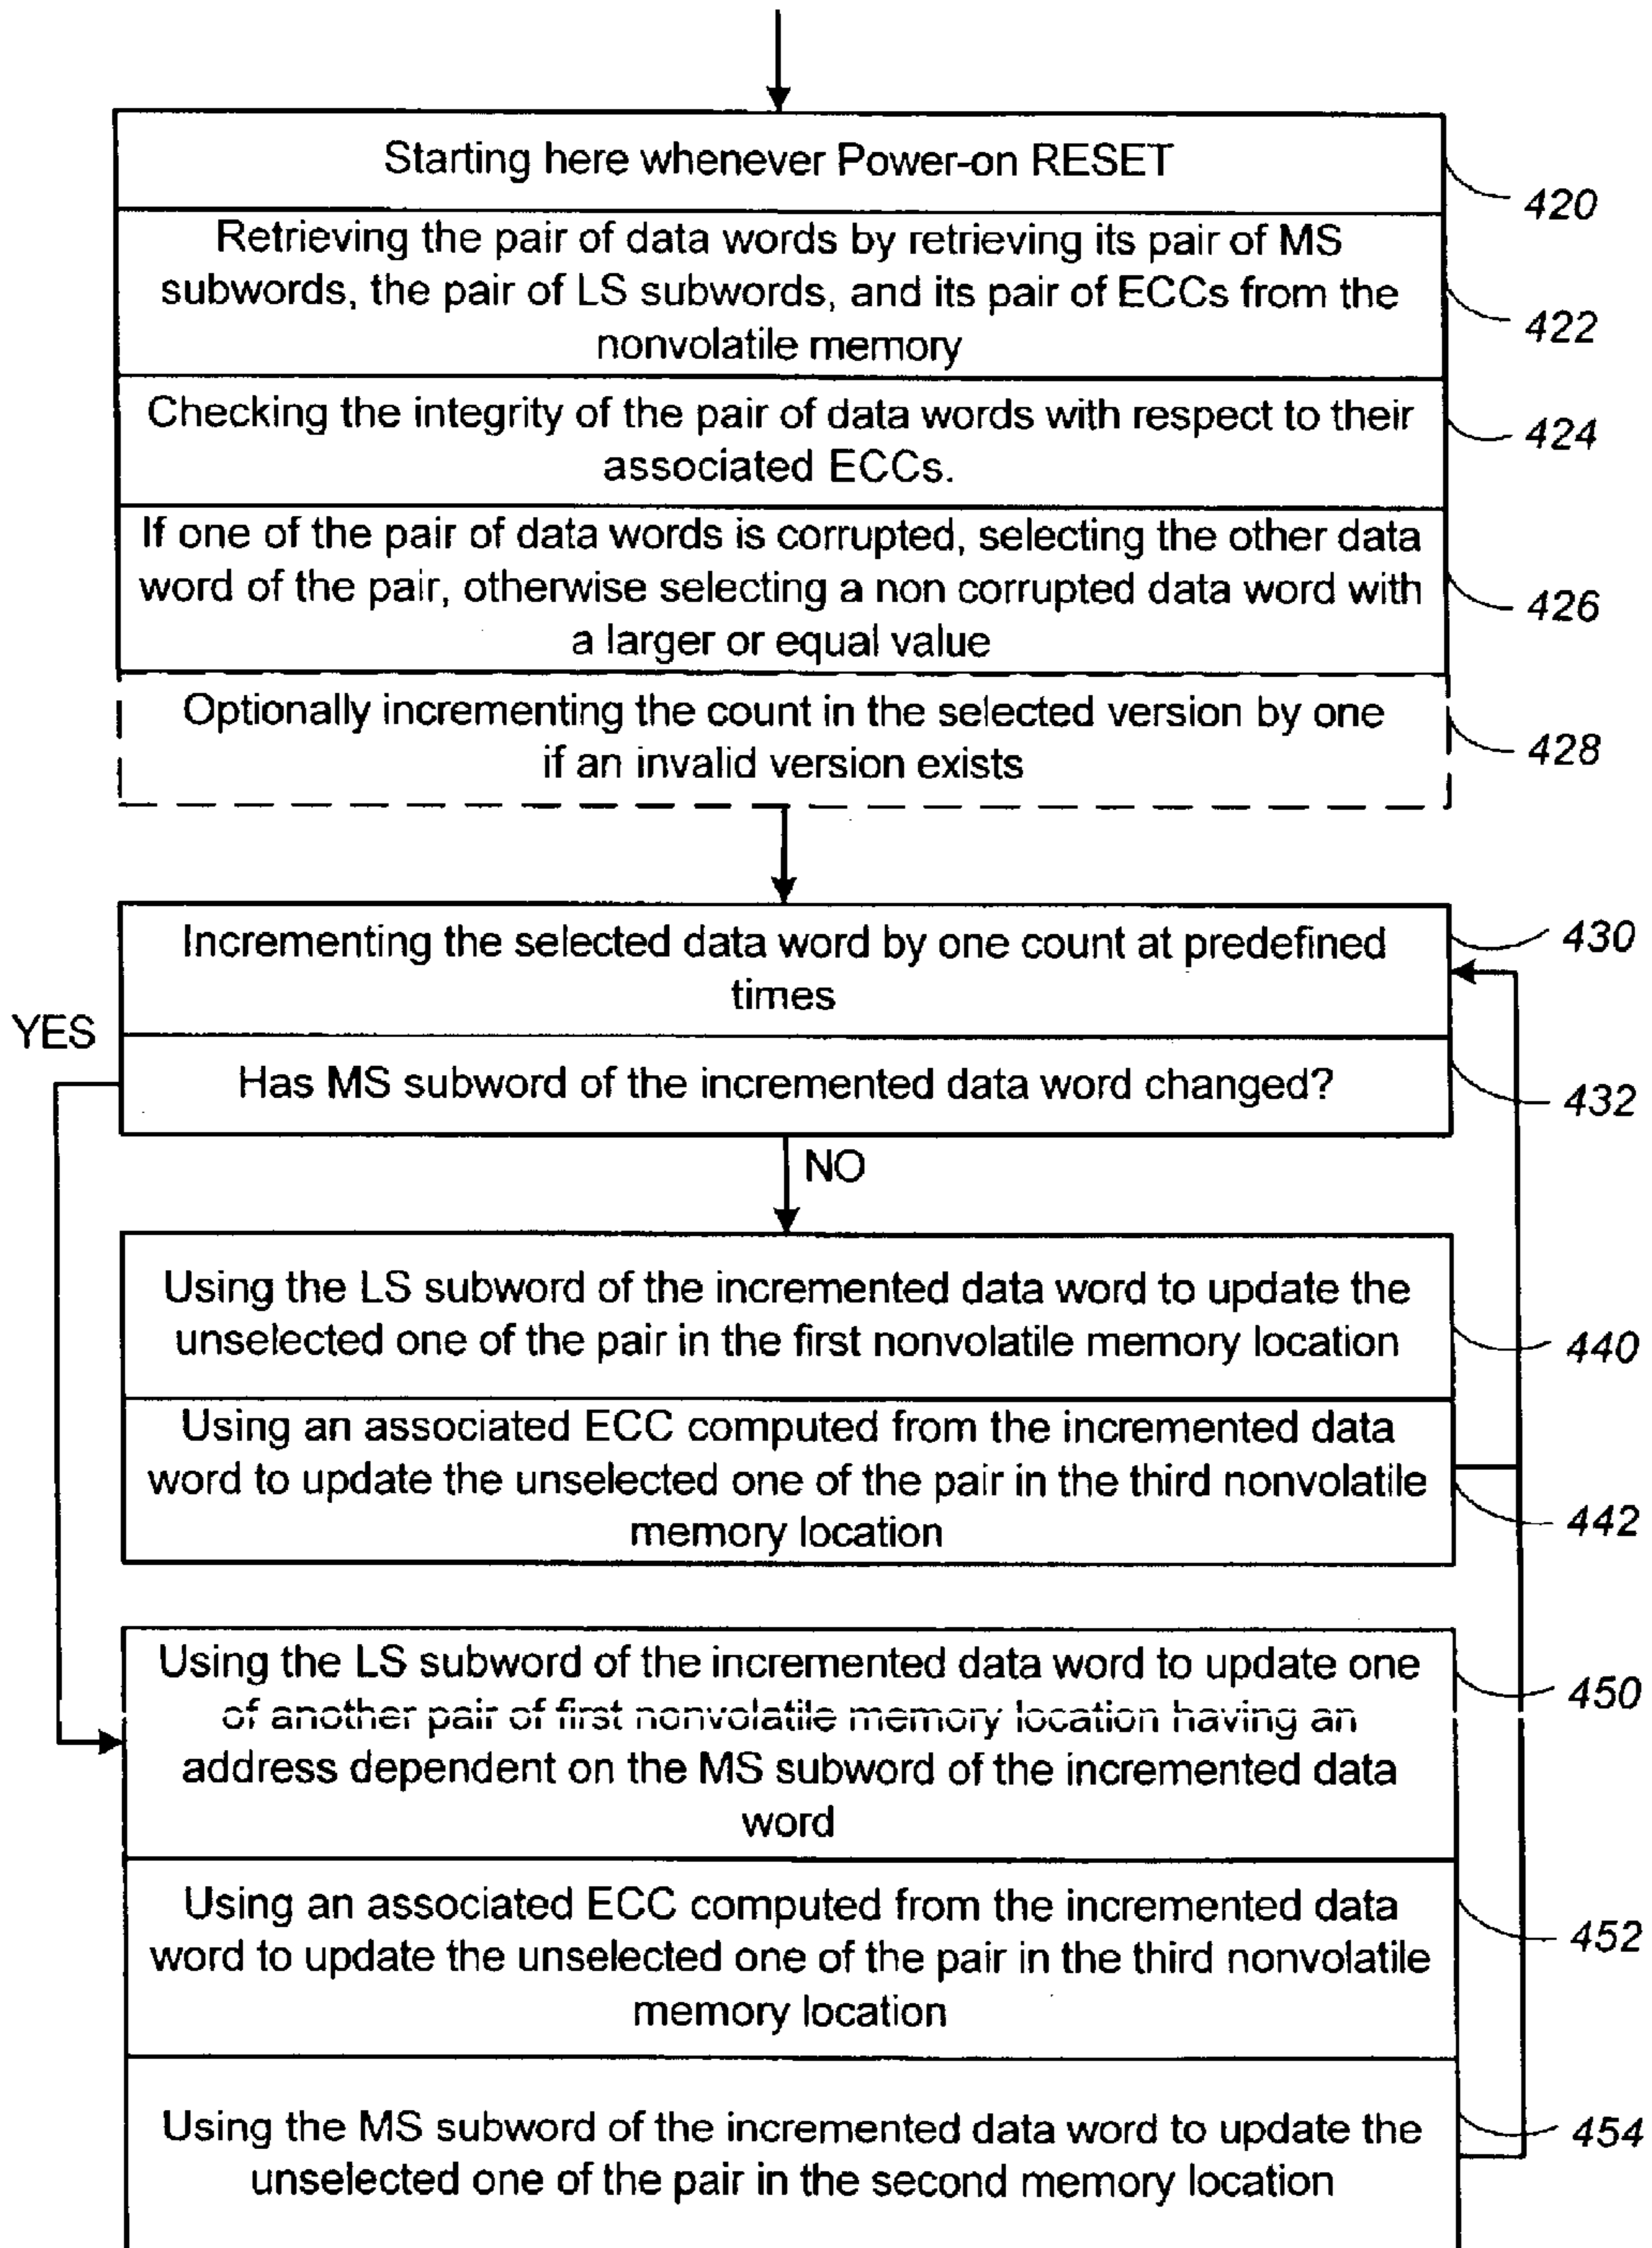 Starting here whenever Power-on RESET
420
Retrieving the pair of data words by retrieving its pair of MS
subwords, the pair of LS subwords, and its pair of ECCs from the
nonvolatile memory
422
Checking the integrity of the pair of data words with respect to their
associated ECCs.
424
If one of the pair of data words is corrupted, selecting the other data
word of the pair, otherwise selecting a non corrupted data word with
a larger or equal value
426
Optionally incrementing the count in the selected version by one
if an invalid version exists
428
Incrementing the selected data word by one count at predefined
times
430
YES
Has MS subword of the incremented data word changed?
432
NO
Using the LS subword of the incremented data word to update the
unselected one of the pair in the first nonvolatile memory location
440
Using an associated ECC computed from the incremented data
word to update the unselected one of the pair in the third nonvolatile
memory location
442
Using the LS subword of the incremented data word to update one
of another pair of first nonvolatile memory location having an
address dependent on the MS subword of the incremented data
word
450
Using an associated ECC computed from the incremented data
word to update the unselected one of the pair in the third nonvolatile
memory location
452
Using the MS subword of the incremented data word to update the
unselected one of the pair in the second memory location
454